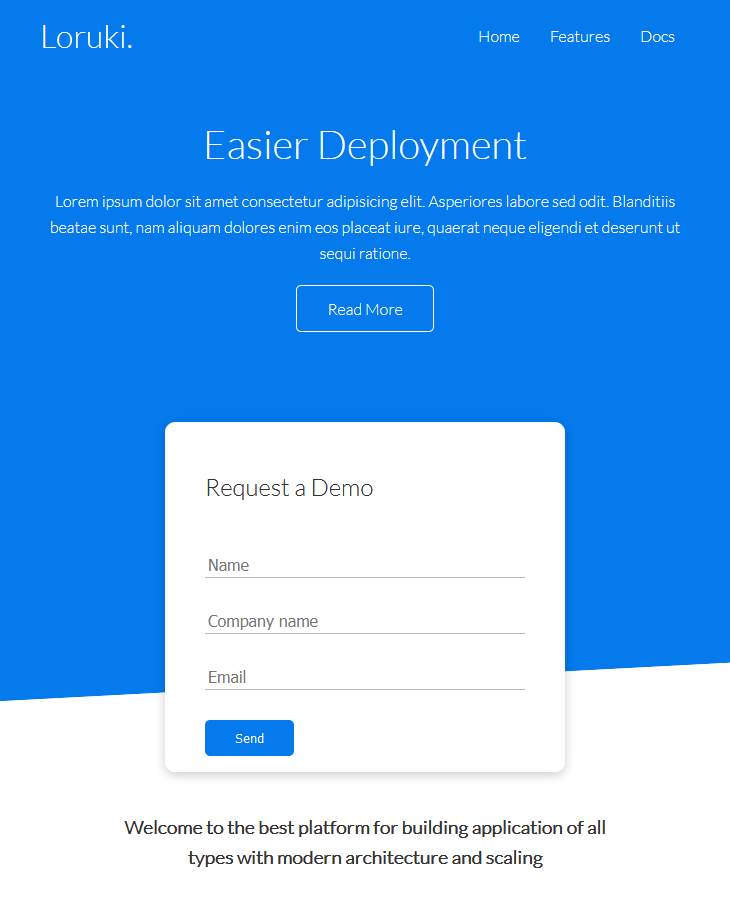 Loruki.
Home Features Docs
Easier Deployment
Lorem ipsum dolor sit amet consectetur adipisicing elit. Asperiores labore sed odit. Blanditiis
beatae sunt, nam aliquam dolores enim eos placeat iure, quaerat neque eligendi et deserunt ut
sequi ratione.
Read More
Request a Demo
Name
Company name
Email
Send
Welcome to the best platform for building application of all
types with modern architecture and scaling